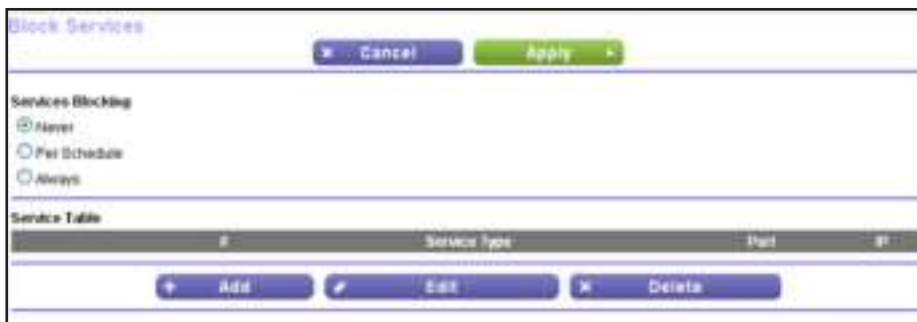 Block Services
Cancel Apply
Services Blocking
Never
Per Schedule
Always
Service Table
# Service Type Port IP
Add Edit Delete